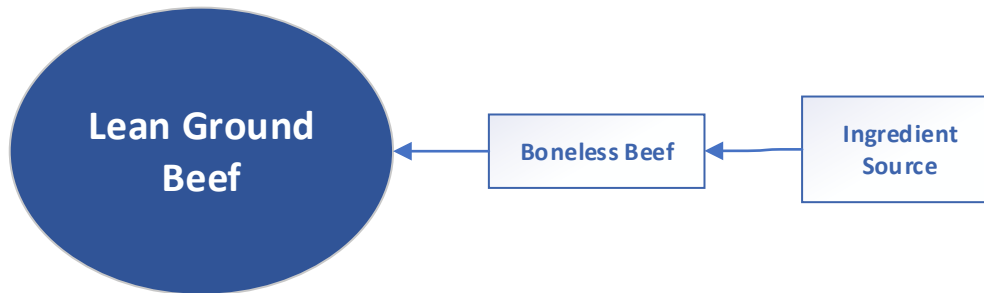 Lean Ground
Beef
Boneless Beef
Ingredient
Source